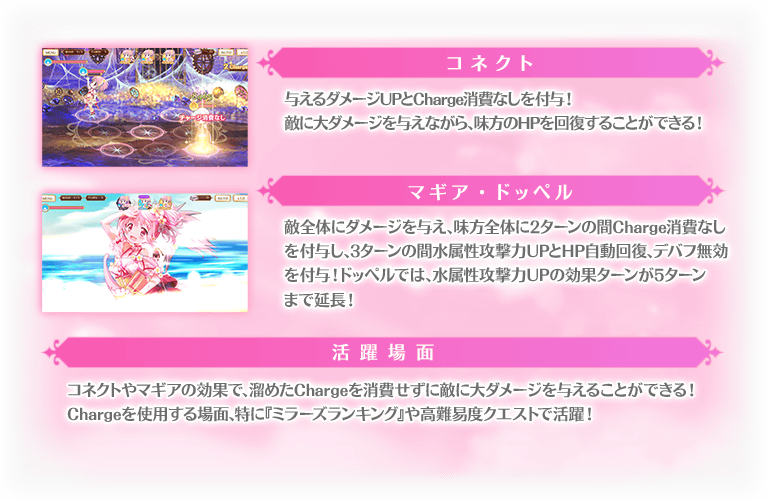 MENU
チャージ消費なし
コネクト
与えるダメージUPとCharge消費なしを付与！
敵に大ダメージを与えながら、味方のHPを回復することができる！
マギア・ドッペル
敵全体にダメージを与え、味方全体に2ターンの間Charge消費なし
を付与し、3ターンの間水属性攻撃力UPとHP自動回復、デバフ無効
を付与！ドッペルでは、水属性攻撃力UPの効果ターンが5ターン
まで延長！
活躍場面
コネクトやマギアの効果で、溜めたChargeを消費せずに敵に大ダメージを与えることができる！
Chargeを使用する場面、特に『ミラーズランキング』や高難易度クエストで活躍！